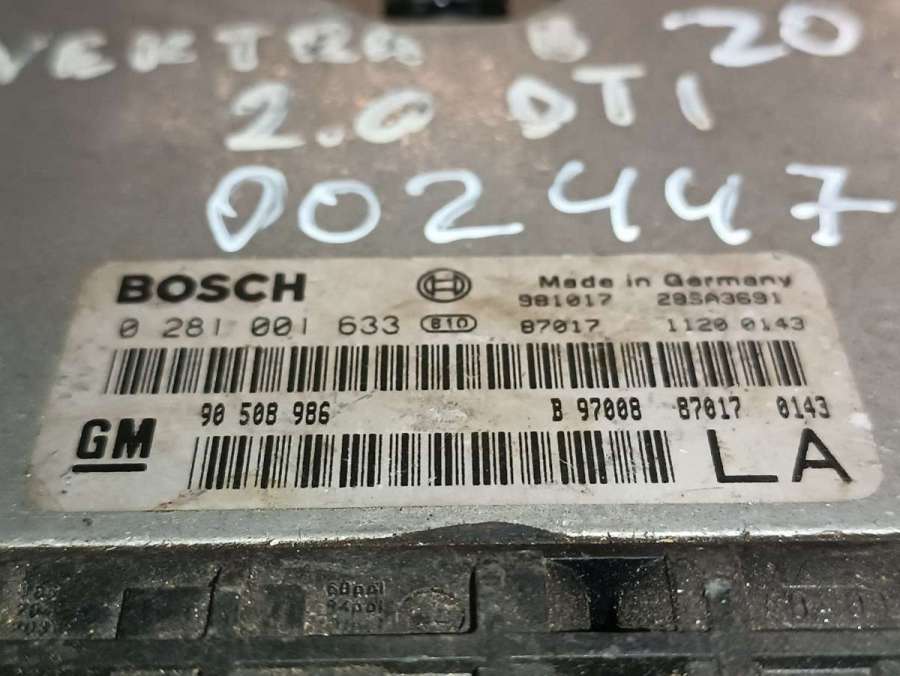 VEKTRA B 20
2.0 DTI
002447
BOSCH Made in Germany
981017 28SA3691
0 281 001 633 B10 87017 1120 0143
90 508 986 B 97008 87017 0143
GM LA